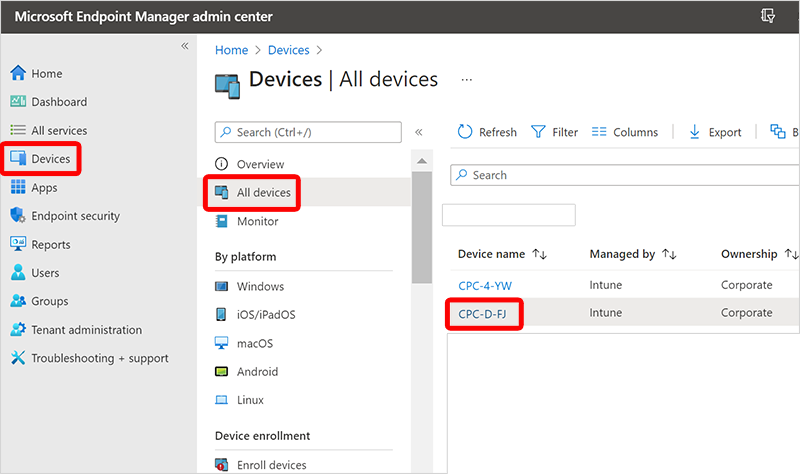 Microsoft Endpoint Manager admin center
«
Home
Dashboard
All services
Devices
Apps
Endpoint security
Reports
Users
Groups
Tenant administration
Troubleshooting + support
Home > Devices >
Devices | All devices ...
Search (Ctrl+/) «
Overview
All devices
Monitor
By platform
Windows
iOS/iPadOS
macOS
Android
Linux
Device enrollment
Enroll devices
Refresh Filter Columns Export B
Search
Device name ↑↓ Managed by ↑↓ Ownership ↑↓
CPC-4-YW Intune Corporate
CPC-D-FJ Intune Corporate